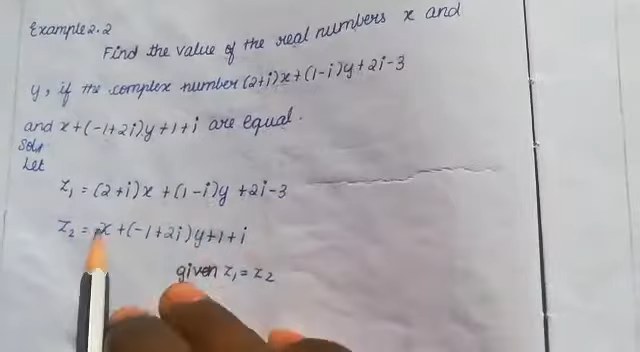 Example 2.2
Find the value of the real numbers x and
y, if the complex number (2+i)x+(1-i)y+2i-3
and x+(-1+2i)y+1+i are equal.
Soln
Let
z₁ = (2+i)x +(1-i)y +2i-3
z₂ = x +(-1+2i)y+1+i
given z₁ = z₂